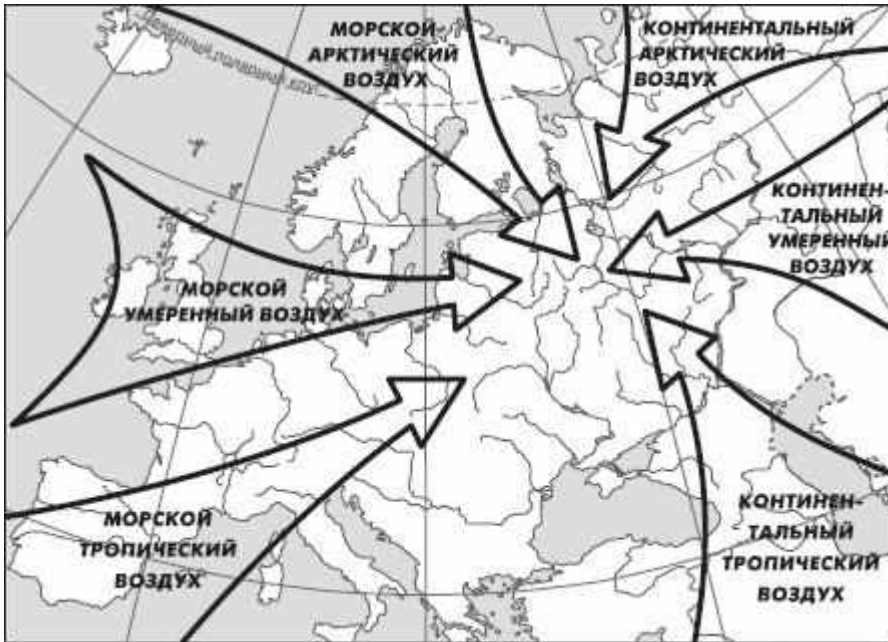 МОРСКОЙ
АРКТИЧЕСКИЙ
ВОЗДУХ
КОНТИНЕНТАЛЬНЫЙ
АРКТИЧЕСКИЙ
ВОЗДУХ
КОНТИНЕН-
ТАЛЬНЫЙ
УМЕРЕННЫЙ
ВОЗДУХ
МОРСКОЙ
УМЕРЕННЫЙ ВОЗДУХ
МОРСКОЙ
ТРОПИЧЕСКИЙ
ВОЗДУХ
КОНТИНЕН-
ТАЛЬНЫЙ
ТРОПИЧЕСКИЙ
ВОЗДУХ